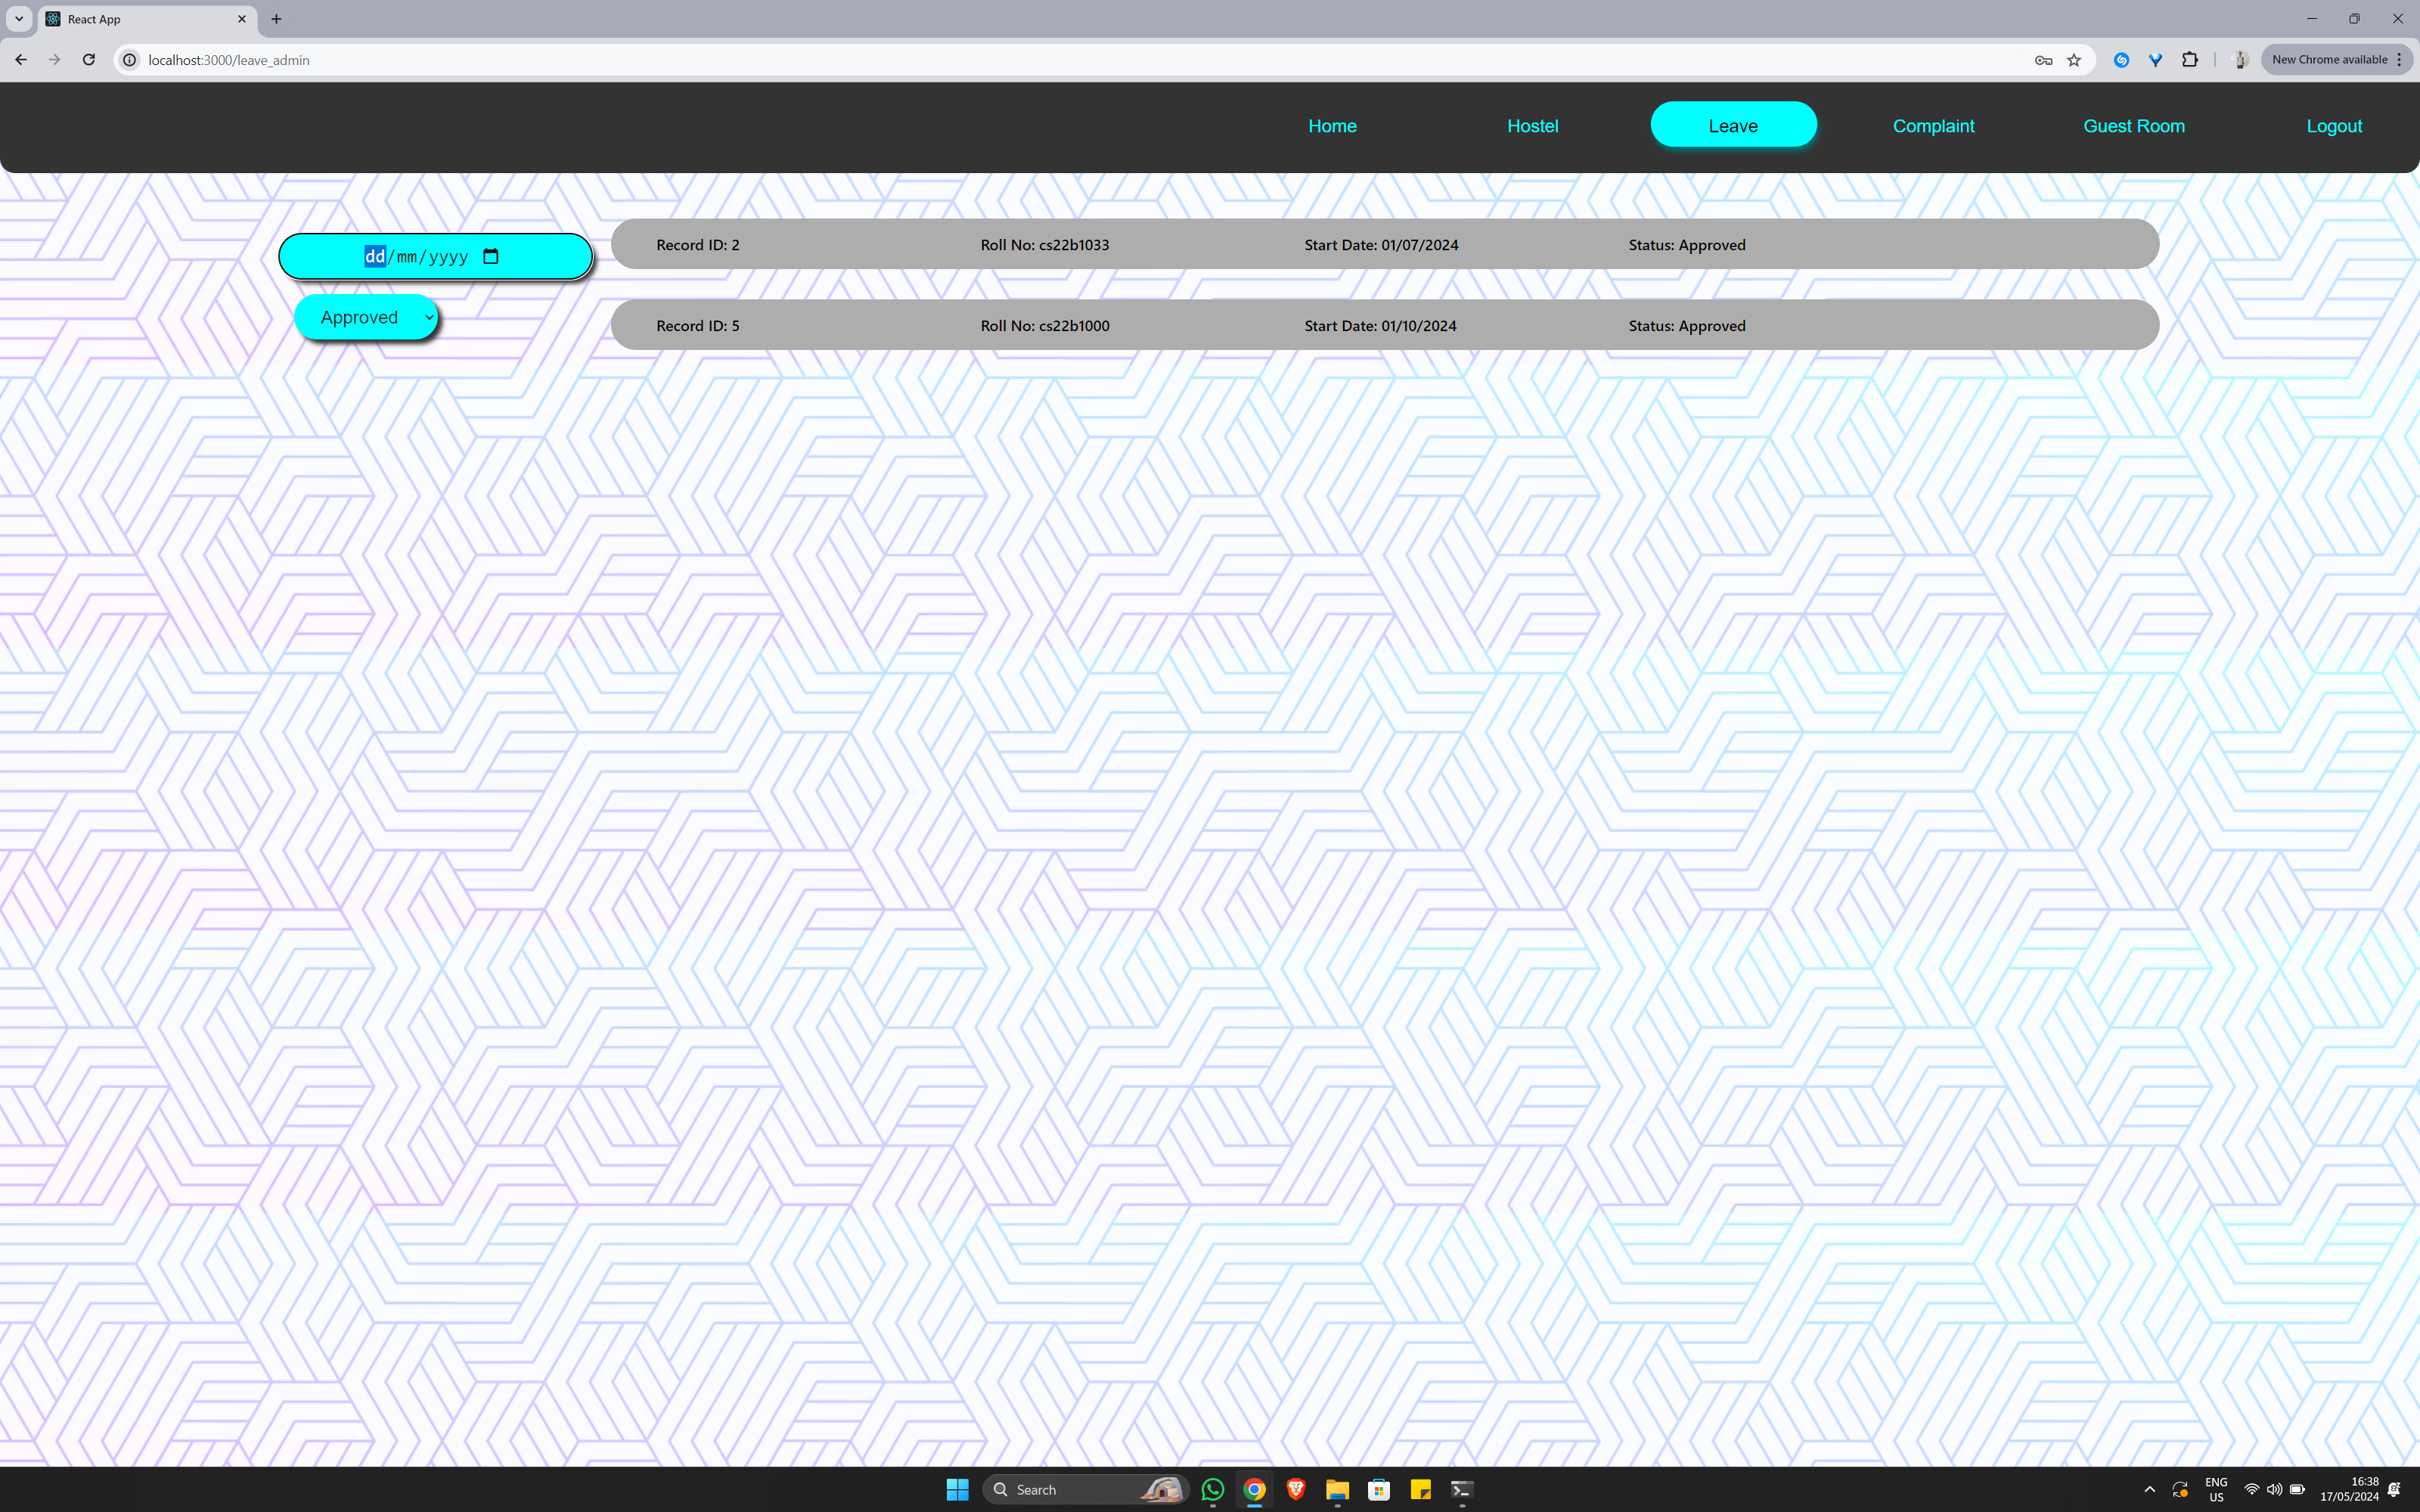 React App
localhost:3000/leave_admin
New Chrome available
Home Hostel Leave Complaint Guest Room Logout
dd/mm/yyyy
Record ID: 2 Roll No: cs22b1033 Start Date: 01/07/2024 Status: Approved
Approved
Record ID: 5 Roll No: cs22b1000 Start Date: 01/10/2024 Status: Approved
Search
ENG
US
16:38
17/05/2024